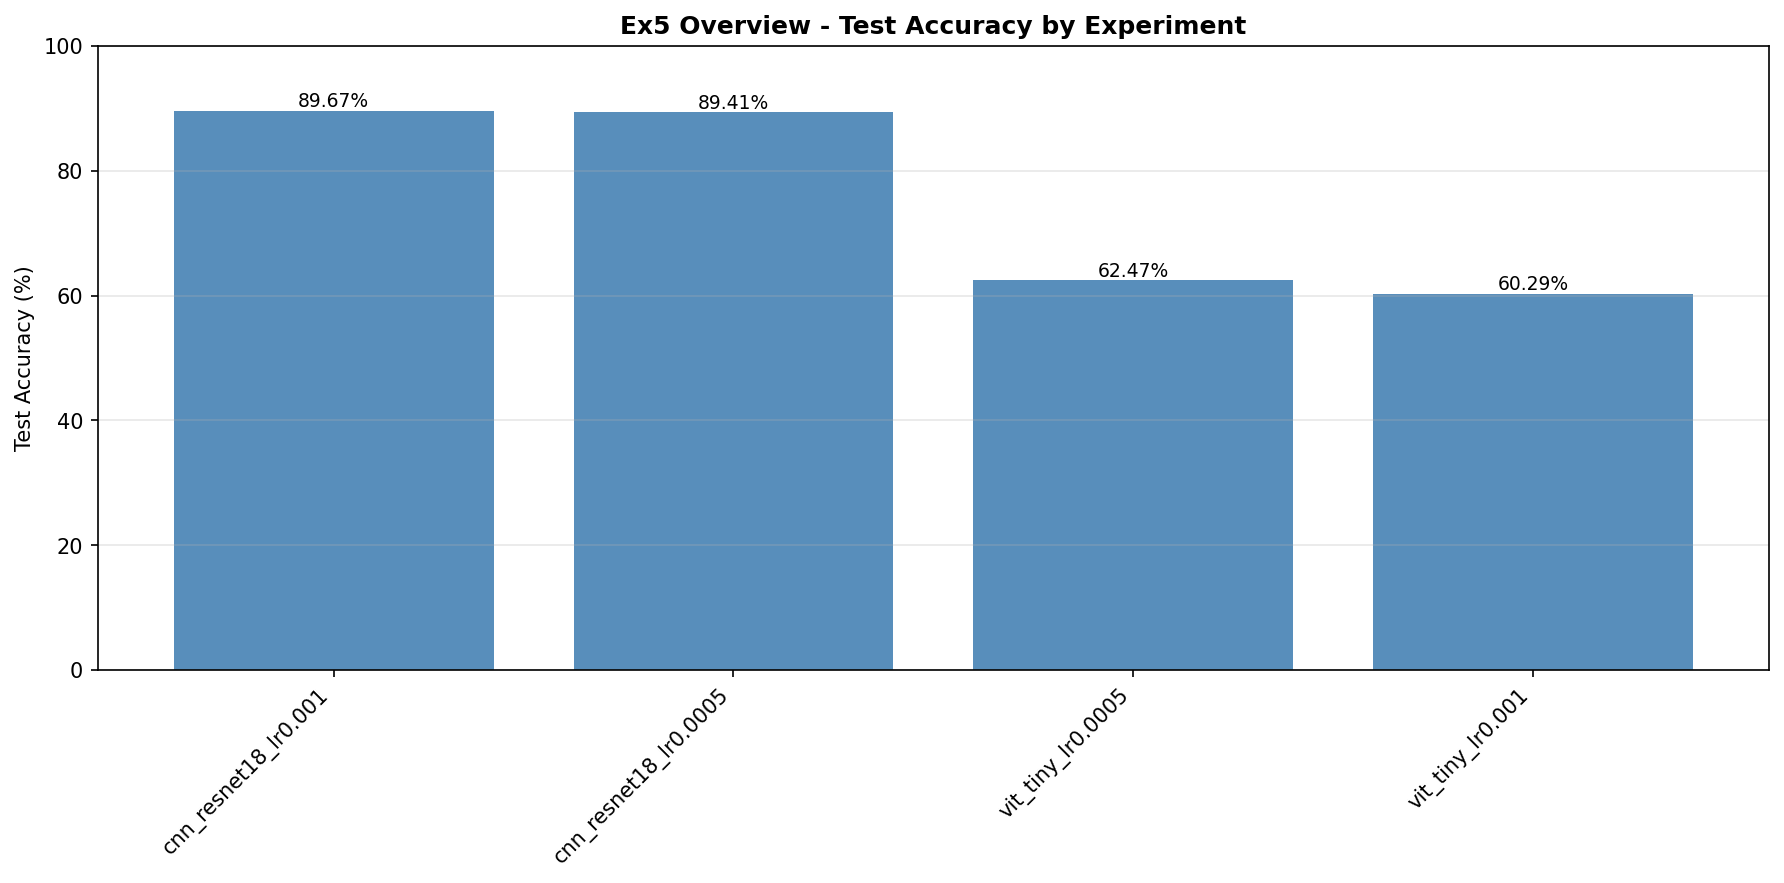 Ex5 Overview - Test Accuracy by Experiment
Test Accuracy (%)
100
80
60
40
20
0
89.67%
89.41%
62.47%
60.29%
cnn_resnet18_lr0.001
cnn_resnet18_lr0.0005
vit_tiny_lr0.0005
vit_tiny_lr0.001